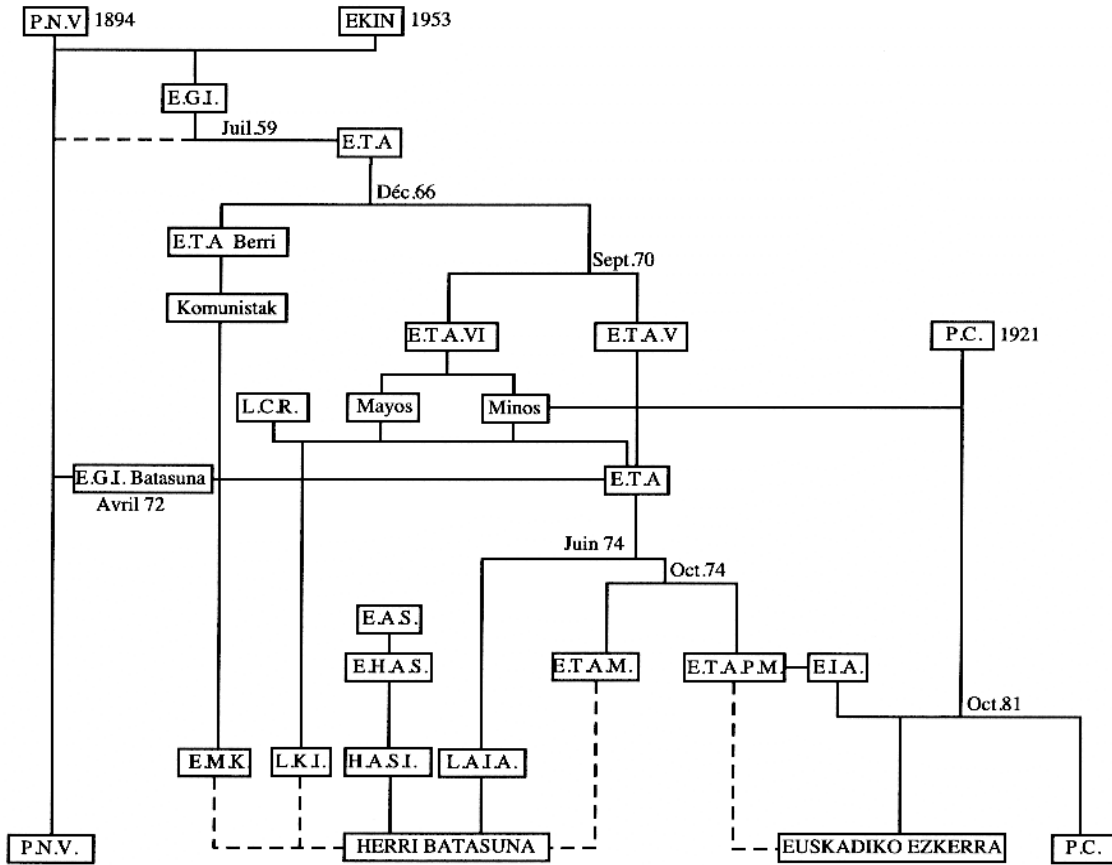 P.N.V 1894
EKIN 1953
E.G.I.
Juil.59
E.T.A
Déc.66
E.T.A Berri
Sept.70
Komunistak
E.T.A.VI
E.T.A.V
P.C. 1921
L.C.R.
Mayos
Minos
E.G.I. Batasuna
E.T.A
Avril 72
Juin 74
Oct.74
E.A.S.
E.H.A.S.
E.T.A.M.
E.T.A.P.M.
E.I.A.
Oct.81
E.M.K.
L.K.I.
H.A.S.I.
L.A.I.A.
P.N.V.
HERRI BATASUNA
EUSKADIKO EZKERRA
P.C.